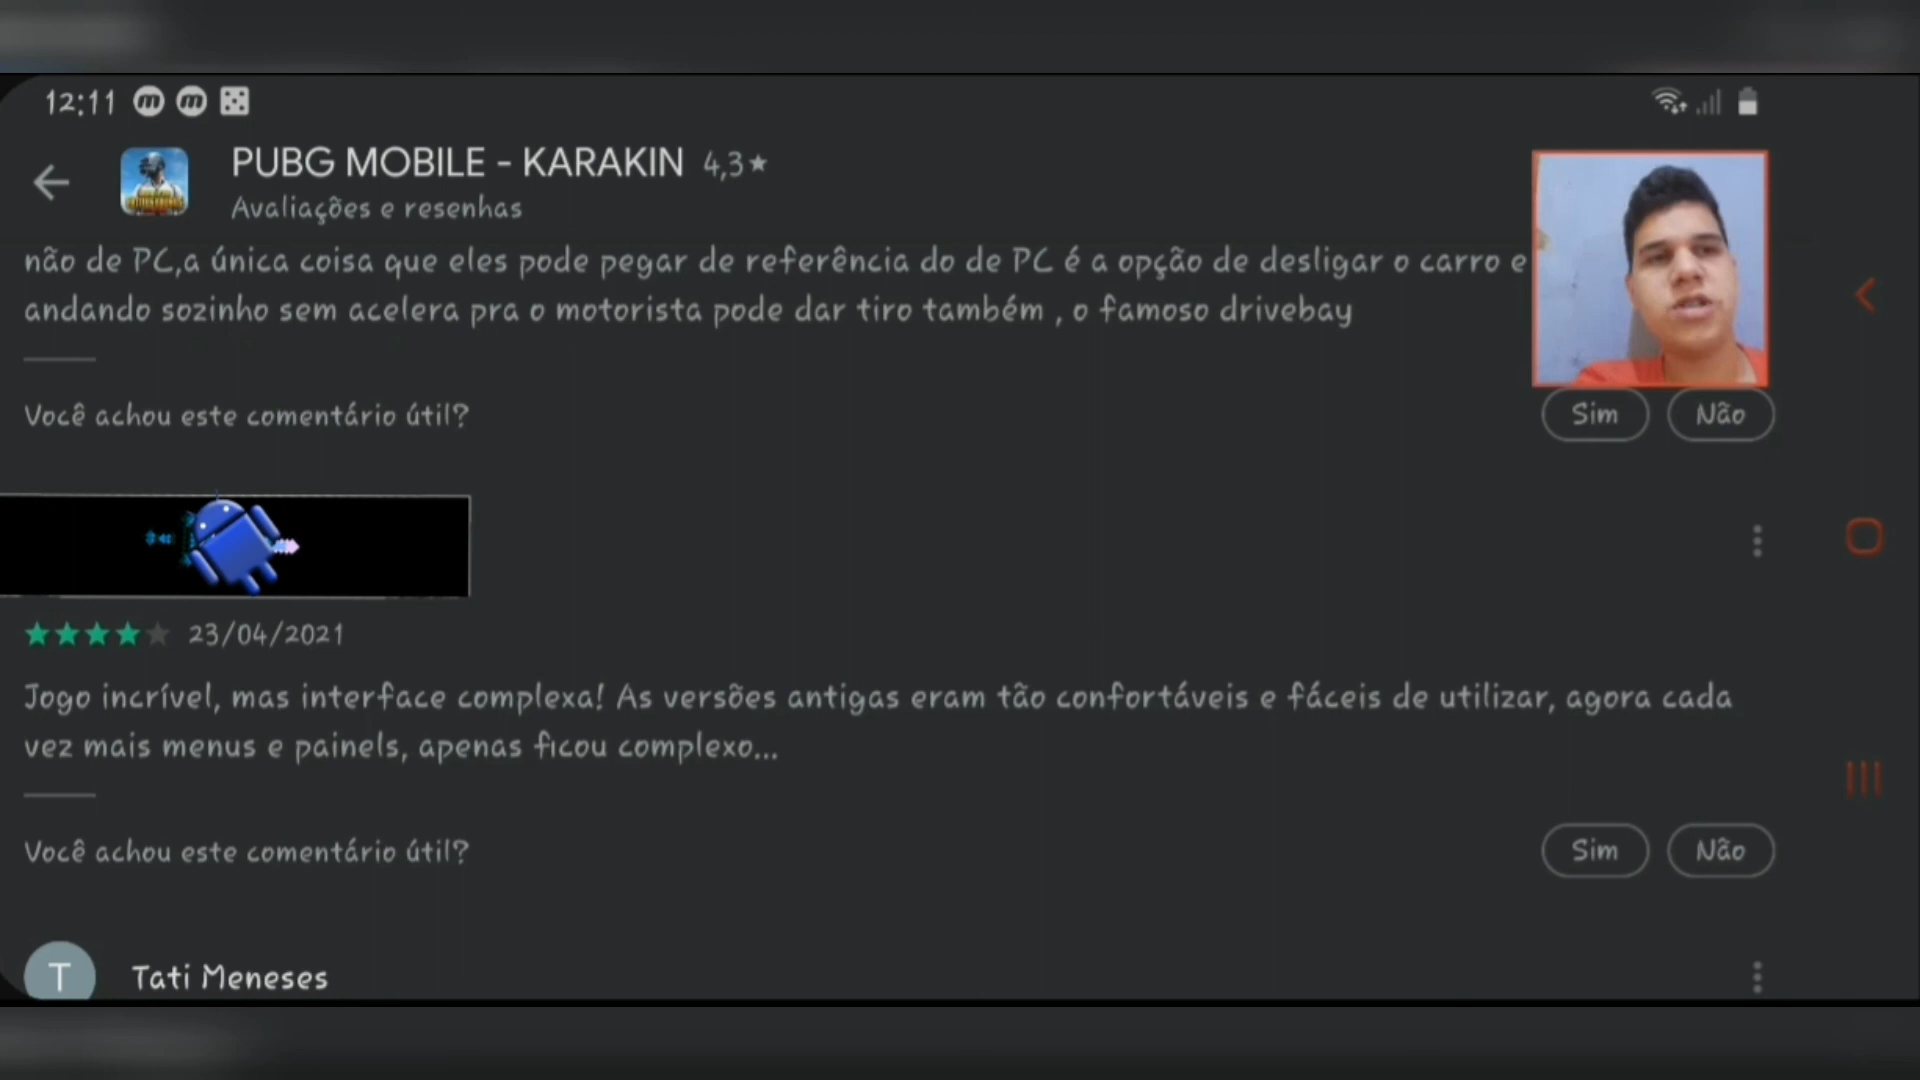 12:11
PUBG MOBILE - KARAKIN 4,3★
Avaliações e resenhas
não de PC,a única coisa que eles pode pegar de referência do de PC é a opção de desligar o carro e
andando sozinho sem acelera pra o motorista pode dar tiro também , o famoso drivebay
Você achou este comentário útil?
Sim Não
23/04/2021
Jogo incrível, mas interface complexa! As versões antigas eram tão confortáveis e fáceis de utilizar, agora cada
vez mais menus e painels, apenas ficou complexo...
Você achou este comentário útil?
Sim Não
T Tati Meneses